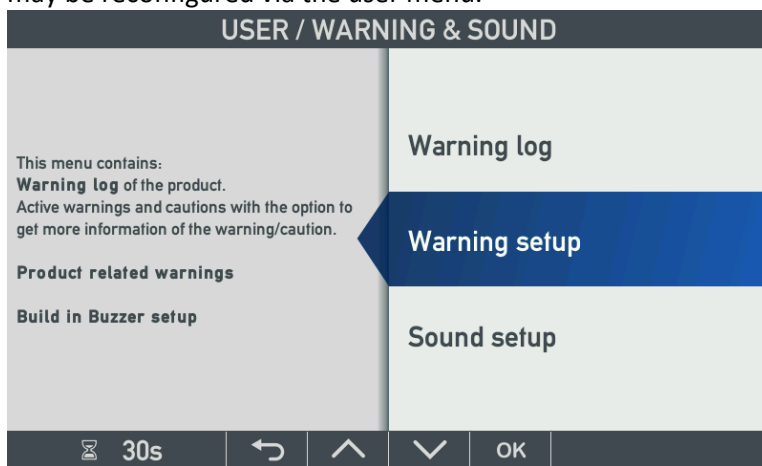 may be reconfigured via the user menu.
USER / WARNING & SOUND
This menu contains:
Warning log of the product.
Active warnings and cautions with the option to
get more information of the warning/caution.
Product related warnings
Build in Buzzer setup
Warning log
Warning setup
Sound setup
30s
OK